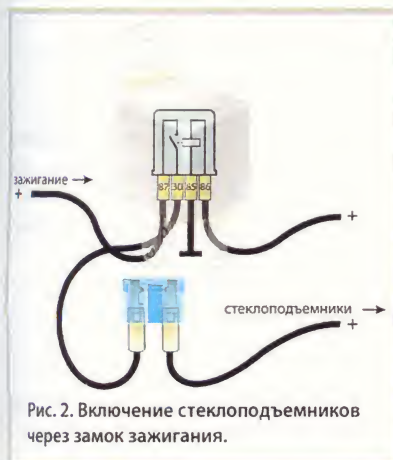 зажигание →
+
87 30 85 86
+
стеклоподъемники →
+
Рис. 2. Включение стеклоподъемников
через замок зажигания.